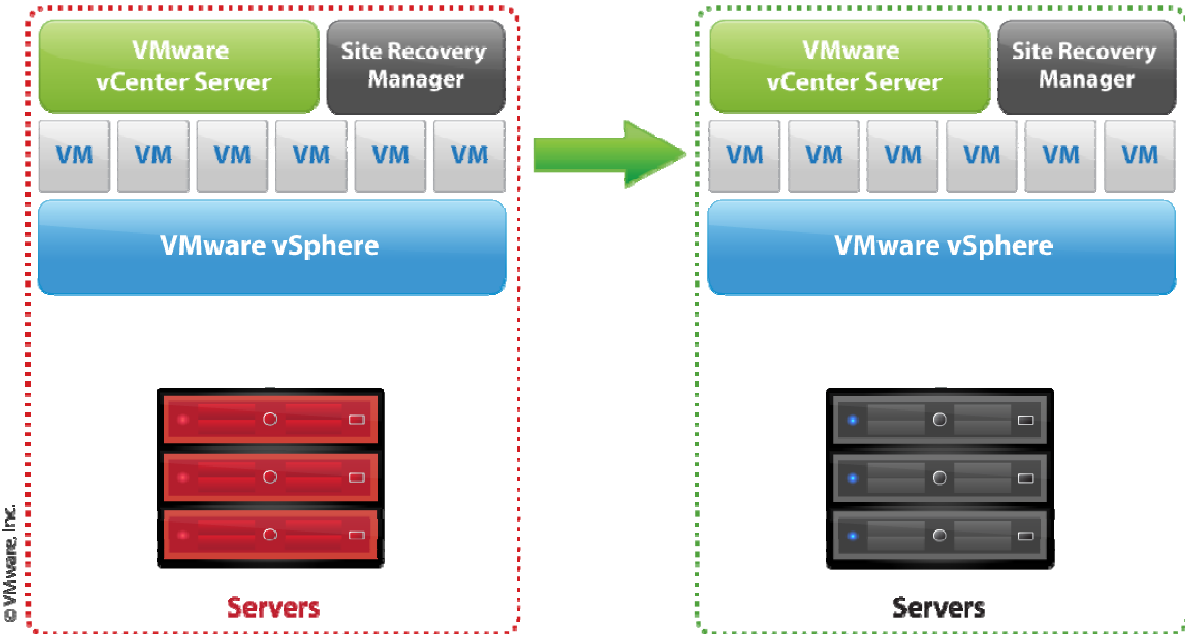 VMware
vCenter Server
Site Recovery
Manager
VM VM VM VM VM VM
VMware vSphere
Servers
© VMware, Inc.
VMware
vCenter Server
Site Recovery
Manager
VM VM VM VM VM VM
VMware vSphere
Servers